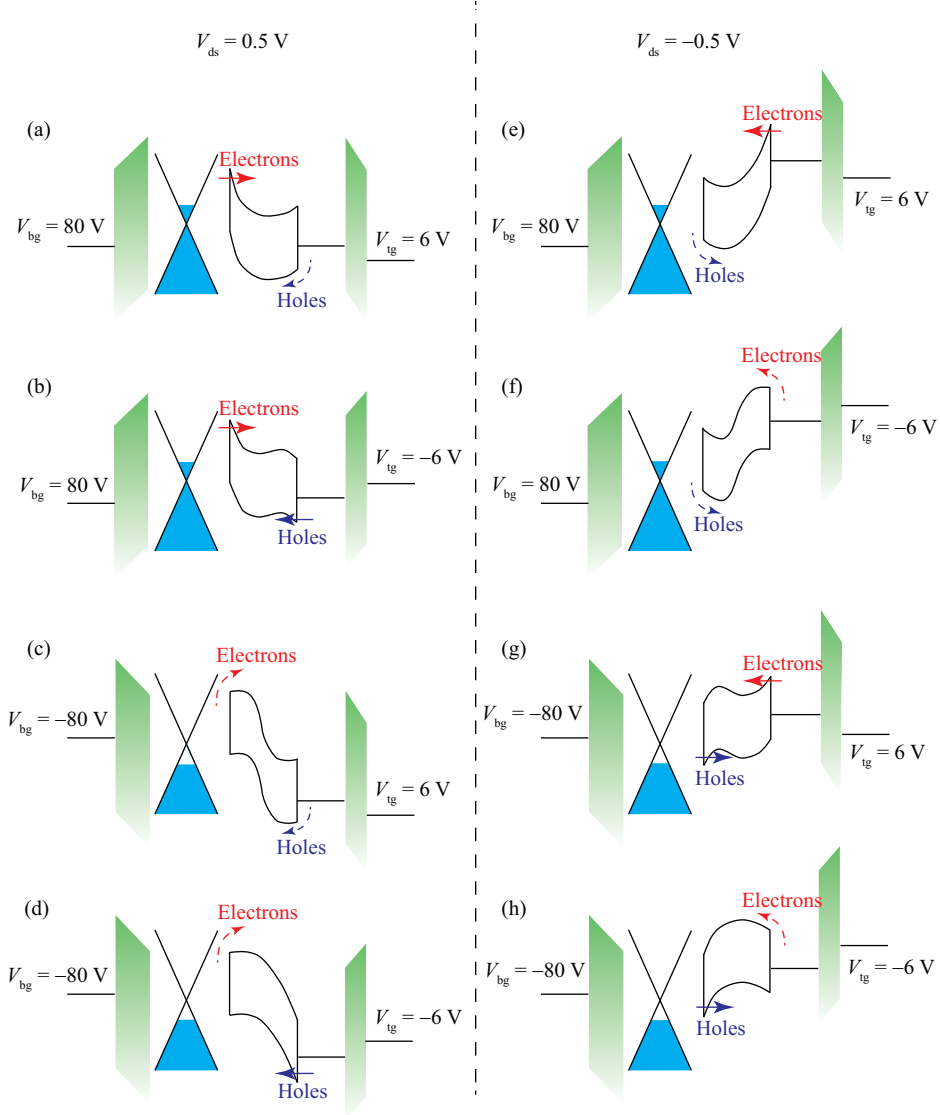 V_ds = 0.5 V
V_ds = –0.5 V
(a)
Electrons
V_bg = 80 V
V_tg = 6 V
Holes
(e)
Electrons
V_tg = 6 V
V_bg = 80 V
Holes
(b)
Electrons
V_tg = –6 V
V_bg = 80 V
Holes
(f)
Electrons
V_tg = –6 V
V_bg = 80 V
Holes
(c)
Electrons
V_bg = –80 V
V_tg = 6 V
Holes
(g)
Electrons
V_bg = –80 V
V_tg = 6 V
Holes
(d)
Electrons
V_bg = –80 V
V_tg = –6 V
Holes
(h)
Electrons
V_bg = –80 V
V_tg = –6 V
Holes